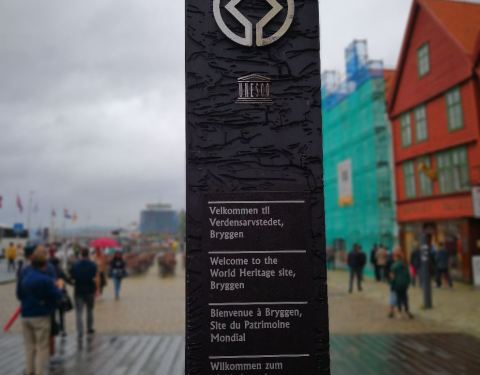 UNESCO
Velkommen til
Verdensarvstedet,
Bryggen
Welcome to the
World Heritage site,
Bryggen
Bienvenue à Bryggen,
Site du Patrimoine
Mondial
Willkommen zum